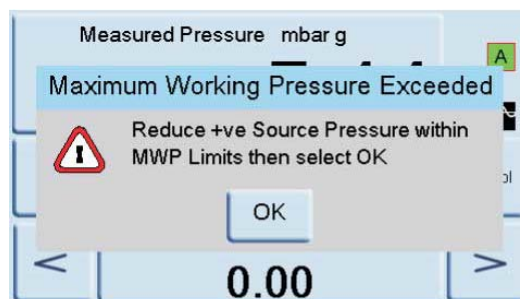 Measured Pressure mbar g
A
Maximum Working Pressure Exceeded
Reduce +ve Source Pressure within
MWP Limits then select OK
OK
< 0.00 >